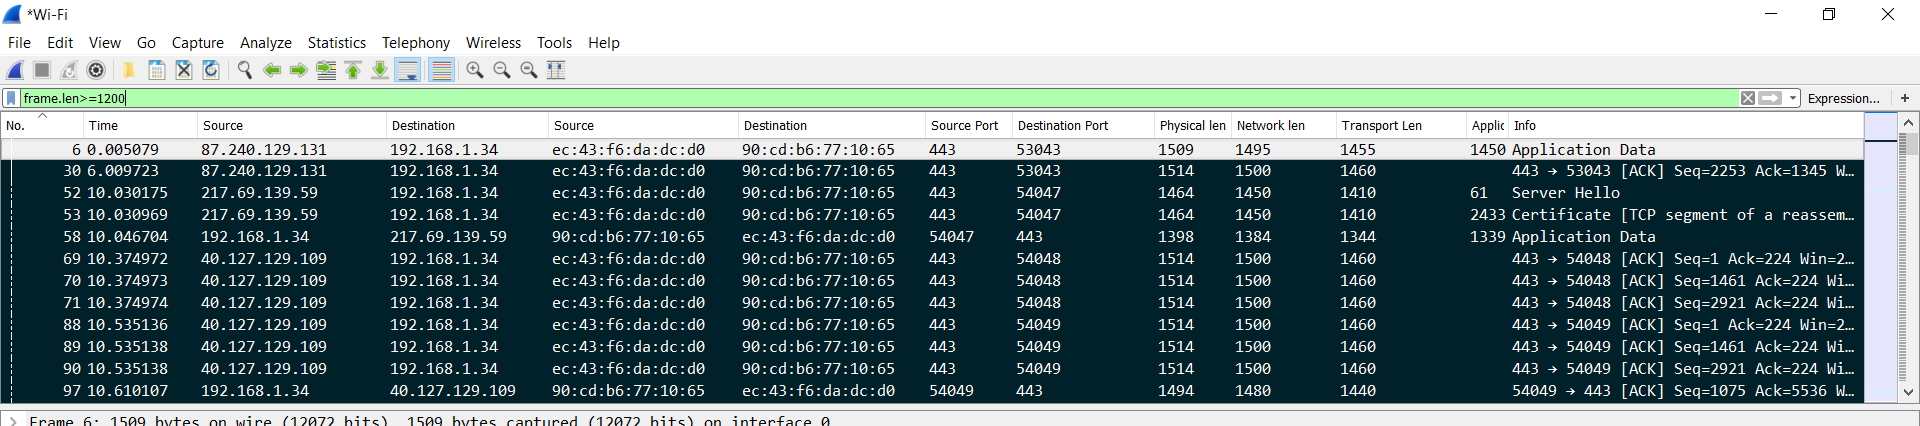 *Wi-Fi
File Edit View Go Capture Analyze Statistics Telephony Wireless Tools Help
frame.len>=1200 Expression... +
No. Time Source Destination Source Destination Source Port Destination Port Physical len Network len Transport Len Applic Info
6 0.005079 87.240.129.131 192.168.1.34 ec:43:f6:da:dc:d0 90:cd:b6:77:10:65 443 53043 1509 1495 1455 1450 Application Data
30 6.009723 87.240.129.131 192.168.1.34 ec:43:f6:da:dc:d0 90:cd:b6:77:10:65 443 53043 1514 1500 1460 443 → 53043 [ACK] Seq=2253 Ack=1345 W…
52 10.030175 217.69.139.59 192.168.1.34 ec:43:f6:da:dc:d0 90:cd:b6:77:10:65 443 54047 1464 1450 1410 61 Server Hello
53 10.030969 217.69.139.59 192.168.1.34 ec:43:f6:da:dc:d0 90:cd:b6:77:10:65 443 54047 1464 1450 1410 2433 Certificate [TCP segment of a reassem…
58 10.046704 192.168.1.34 217.69.139.59 90:cd:b6:77:10:65 ec:43:f6:da:dc:d0 54047 443 1398 1384 1344 1339 Application Data
69 10.374972 40.127.129.109 192.168.1.34 ec:43:f6:da:dc:d0 90:cd:b6:77:10:65 443 54048 1514 1500 1460 443 → 54048 [ACK] Seq=1 Ack=224 Win=2…
70 10.374973 40.127.129.109 192.168.1.34 ec:43:f6:da:dc:d0 90:cd:b6:77:10:65 443 54048 1514 1500 1460 443 → 54048 [ACK] Seq=1461 Ack=224 Wi…
71 10.374974 40.127.129.109 192.168.1.34 ec:43:f6:da:dc:d0 90:cd:b6:77:10:65 443 54048 1514 1500 1460 443 → 54048 [ACK] Seq=2921 Ack=224 Wi…
88 10.535136 40.127.129.109 192.168.1.34 ec:43:f6:da:dc:d0 90:cd:b6:77:10:65 443 54049 1514 1500 1460 443 → 54049 [ACK] Seq=1 Ack=224 Win=2…
89 10.535138 40.127.129.109 192.168.1.34 ec:43:f6:da:dc:d0 90:cd:b6:77:10:65 443 54049 1514 1500 1460 443 → 54049 [ACK] Seq=1461 Ack=224 Wi…
90 10.535138 40.127.129.109 192.168.1.34 ec:43:f6:da:dc:d0 90:cd:b6:77:10:65 443 54049 1514 1500 1460 443 → 54049 [ACK] Seq=2921 Ack=224 Wi…
97 10.610107 192.168.1.34 40.127.129.109 90:cd:b6:77:10:65 ec:43:f6:da:dc:d0 54049 443 1494 1480 1440 54049 → 443 [ACK] Seq=1075 Ack=5536 W…
Frame 6: 1509 bytes on wire (12072 bits), 1509 bytes captured (12072 bits) on interface 0